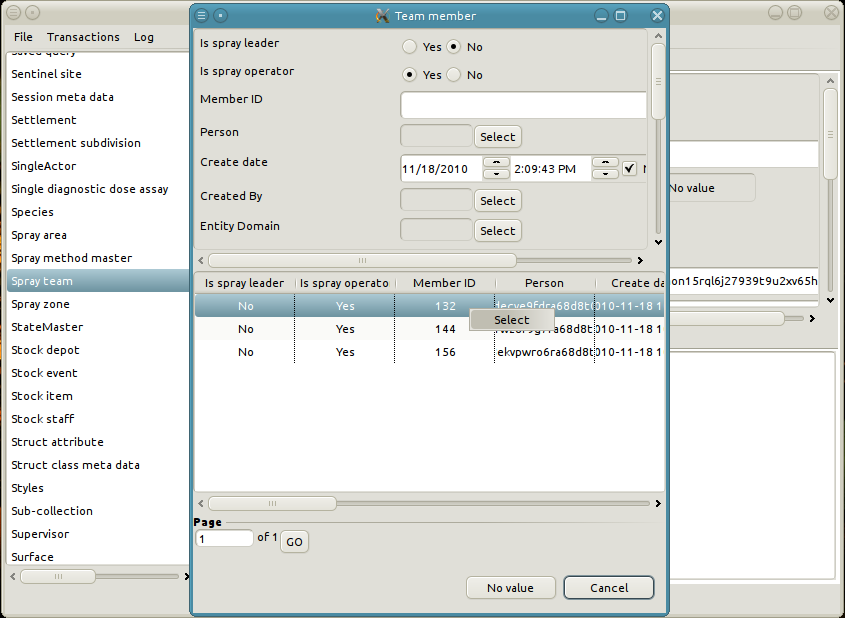 Team member
File Transactions Log
Saved query
Sentinel site
Session meta data
Settlement
Settlement subdivision
SingleActor
Single diagnostic dose assay
Species
Spray area
Spray method master
Spray team
Spray zone
StateMaster
Stock depot
Stock event
Stock item
Stock staff
Struct attribute
Struct class meta data
Styles
Sub-collection
Supervisor
Surface
Is spray leader Yes No
Is spray operator Yes No
Member ID
Person Select
Create date 11/18/2010 2:09:43 PM
Created By Select
Entity Domain Select
Is spray leader Is spray operato Member ID Person Create da
No Yes 132 010-11-18 1
Select
No Yes 144 010-11-18 1
No Yes 156 ekvpwro6ra68d8t 010-11-18 1
Page
1 of 1 GO
No value Cancel
No value
on15rql6j27939t9u2xv65h